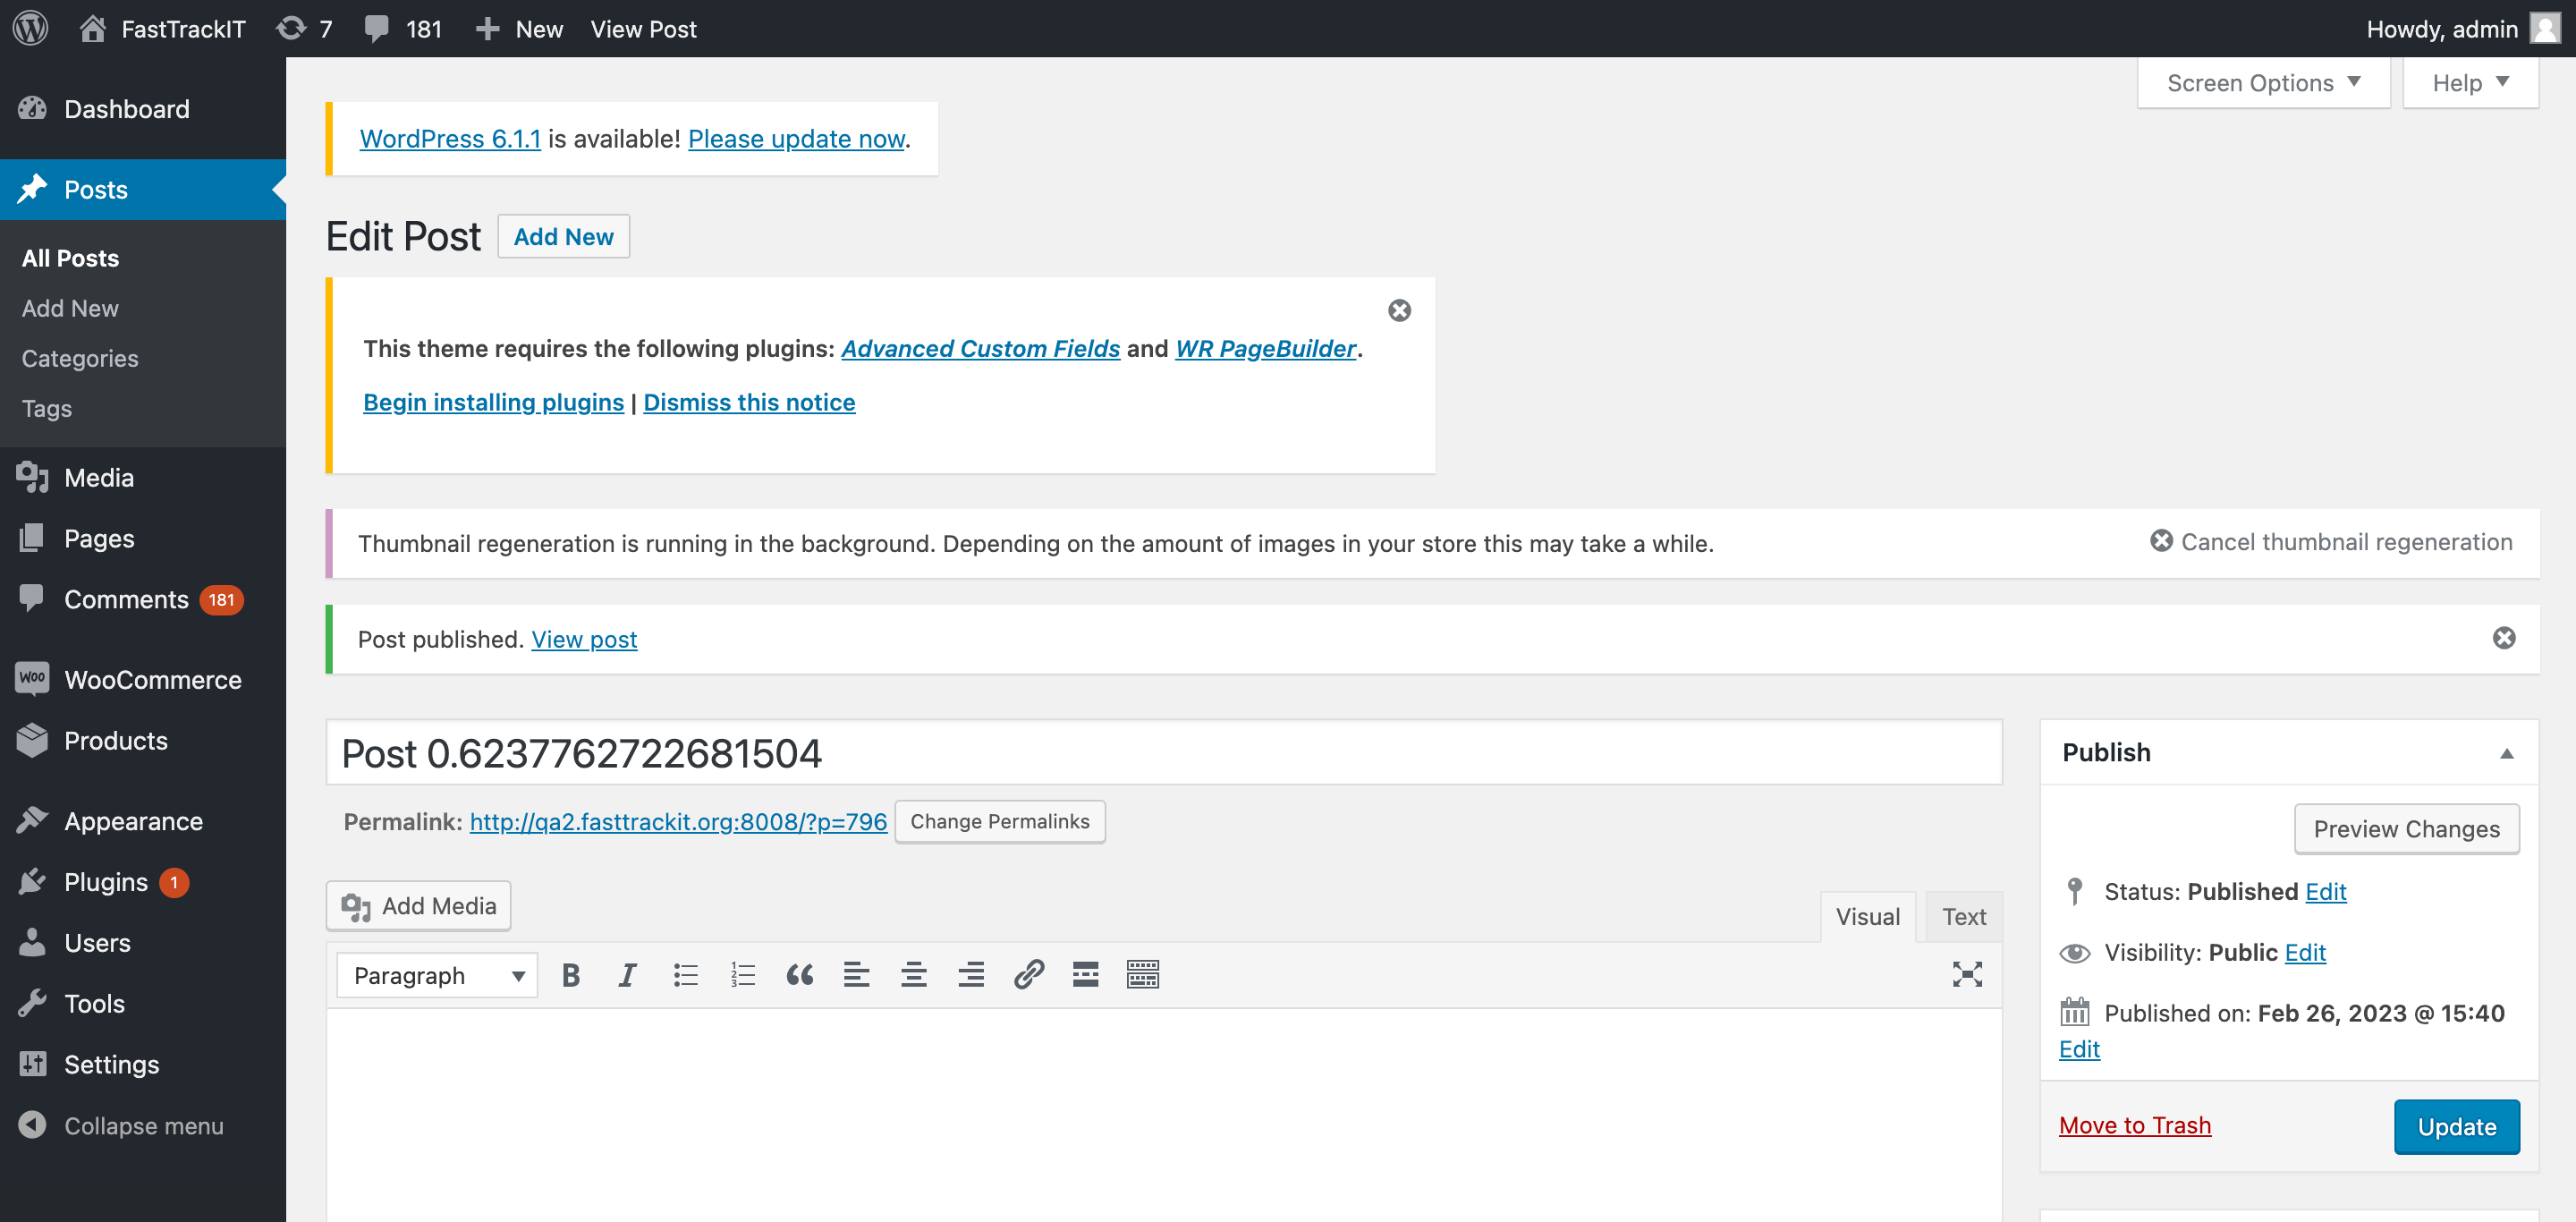 FastTrackIT 7 181 New View Post Howdy, admin
Screen Options Help
Dashboard
Posts
All Posts
Add New
Categories
Tags
Media
Pages
Comments 181
WooCommerce
Products
Appearance
Plugins 1
Users
Tools
Settings
Collapse menu
WordPress 6.1.1 is available! Please update now.
Edit Post Add New
This theme requires the following plugins: Advanced Custom Fields and WR PageBuilder.
Begin installing plugins | Dismiss this notice
Thumbnail regeneration is running in the background. Depending on the amount of images in your store this may take a while. Cancel thumbnail regeneration
Post published. View post
Post 0.6237762722681504
Permalink: http://qa2.fasttrackit.org:8008/?p=796 Change Permalinks
Add Media
Visual Text
Paragraph B I
Publish
Preview Changes
Status: Published Edit
Visibility: Public Edit
Published on: Feb 26, 2023 @ 15:40
Edit
Move to Trash Update